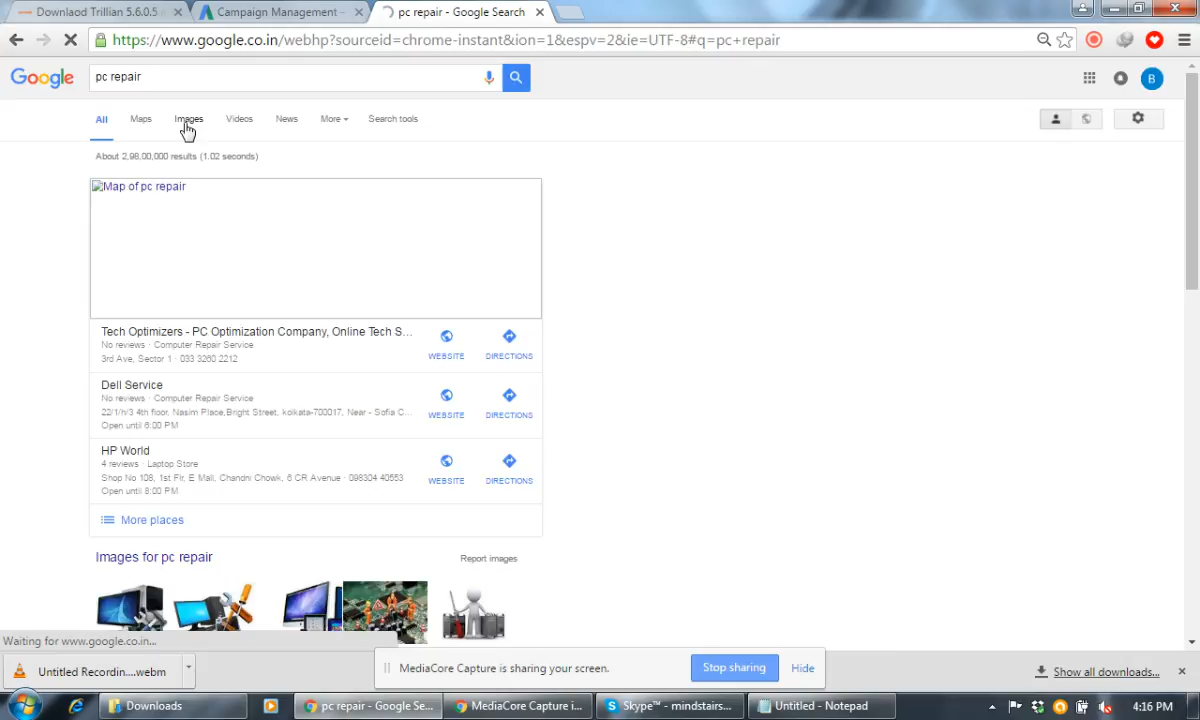 Downlaod Trillian 5.6.0.5
Campaign Management -
pc repair - Google Search
https://www.google.co.in/webhp?sourceid=chrome-instant&ion=1&espv=2&ie=UTF-8#q=pc+repair
Google
pc repair
B
All Maps Images Videos News More Search tools
About 2,98,00,000 results (1.02 seconds)
Map of pc repair
Tech Optimizers - PC Optimization Company, Online Tech S...
No reviews · Computer Repair Service
3rd Ave, Sector 1 · 033 3260 2212
WEBSITE DIRECTIONS
Dell Service
No reviews · Computer Repair Service
22/1/h/3 4th floor, Nasim Place,Bright Street, kolkata-700017, Near - Sofia C...
Open until 6:00 PM
WEBSITE DIRECTIONS
HP World
4 reviews · Laptop Store
Shop No 108, 1st Flr, E Mall, Chandni Chowk, 6 CR Avenue · 098304 40553
Open until 8:00 PM
WEBSITE DIRECTIONS
More places
Images for pc repair
Report images
Waiting for www.google.co.in...
Untitled Recordin....webm
MediaCore Capture is sharing your screen.
Stop sharing
Hide
Show all downloads...
Downloads
pc repair - Google Se...
MediaCore Capture i...
Skype™ - mindstairs...
Untitled - Notepad
4:16 PM